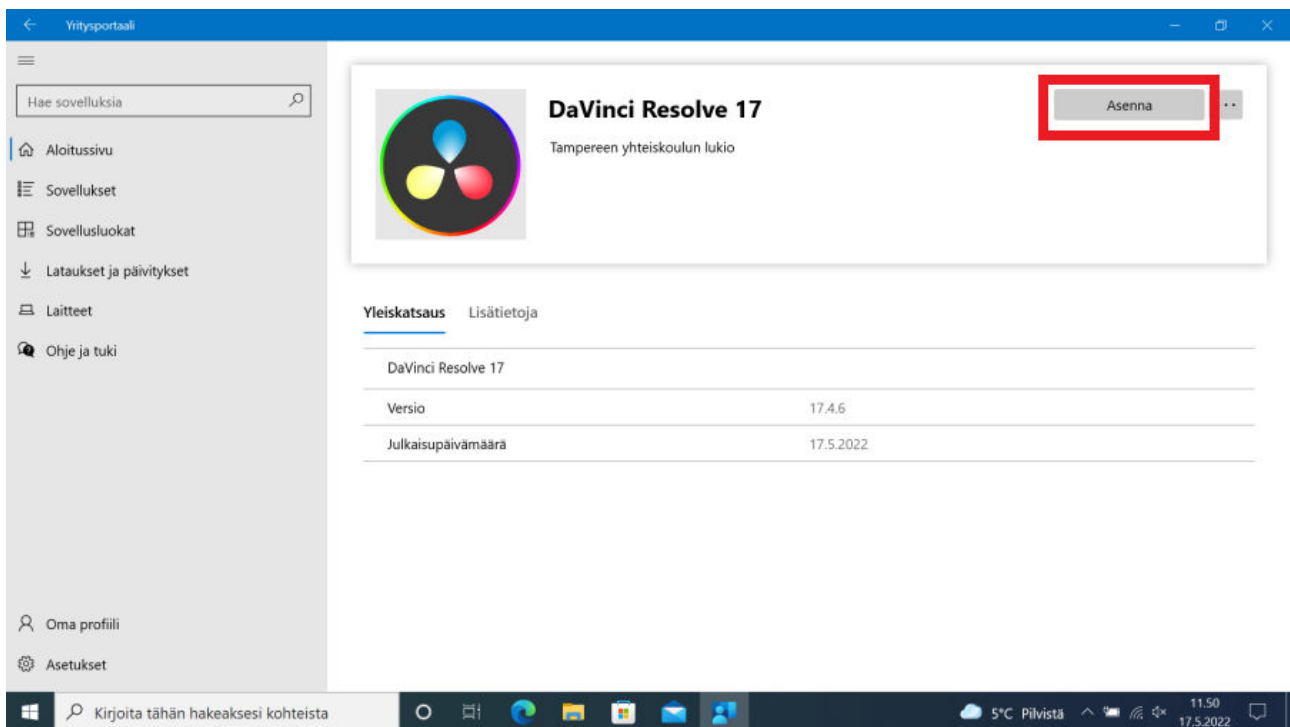 Yritysportaali
Hae sovelluksia
Aloitussivu
Sovellukset
Sovellusluokat
Lataukset ja päivitykset
Laitteet
Ohje ja tuki
Oma profiili
Asetukset
DaVinci Resolve 17
Tampereen yhteiskoulun lukio
Asenna
Yleiskatsaus Lisätietoja
DaVinci Resolve 17
Versio 17.4.6
Julkaisupäivämäärä 17.5.2022
Kirjoita tähän hakeaksesi kohteista
5°C Pilvistä
11.50
17.5.2022